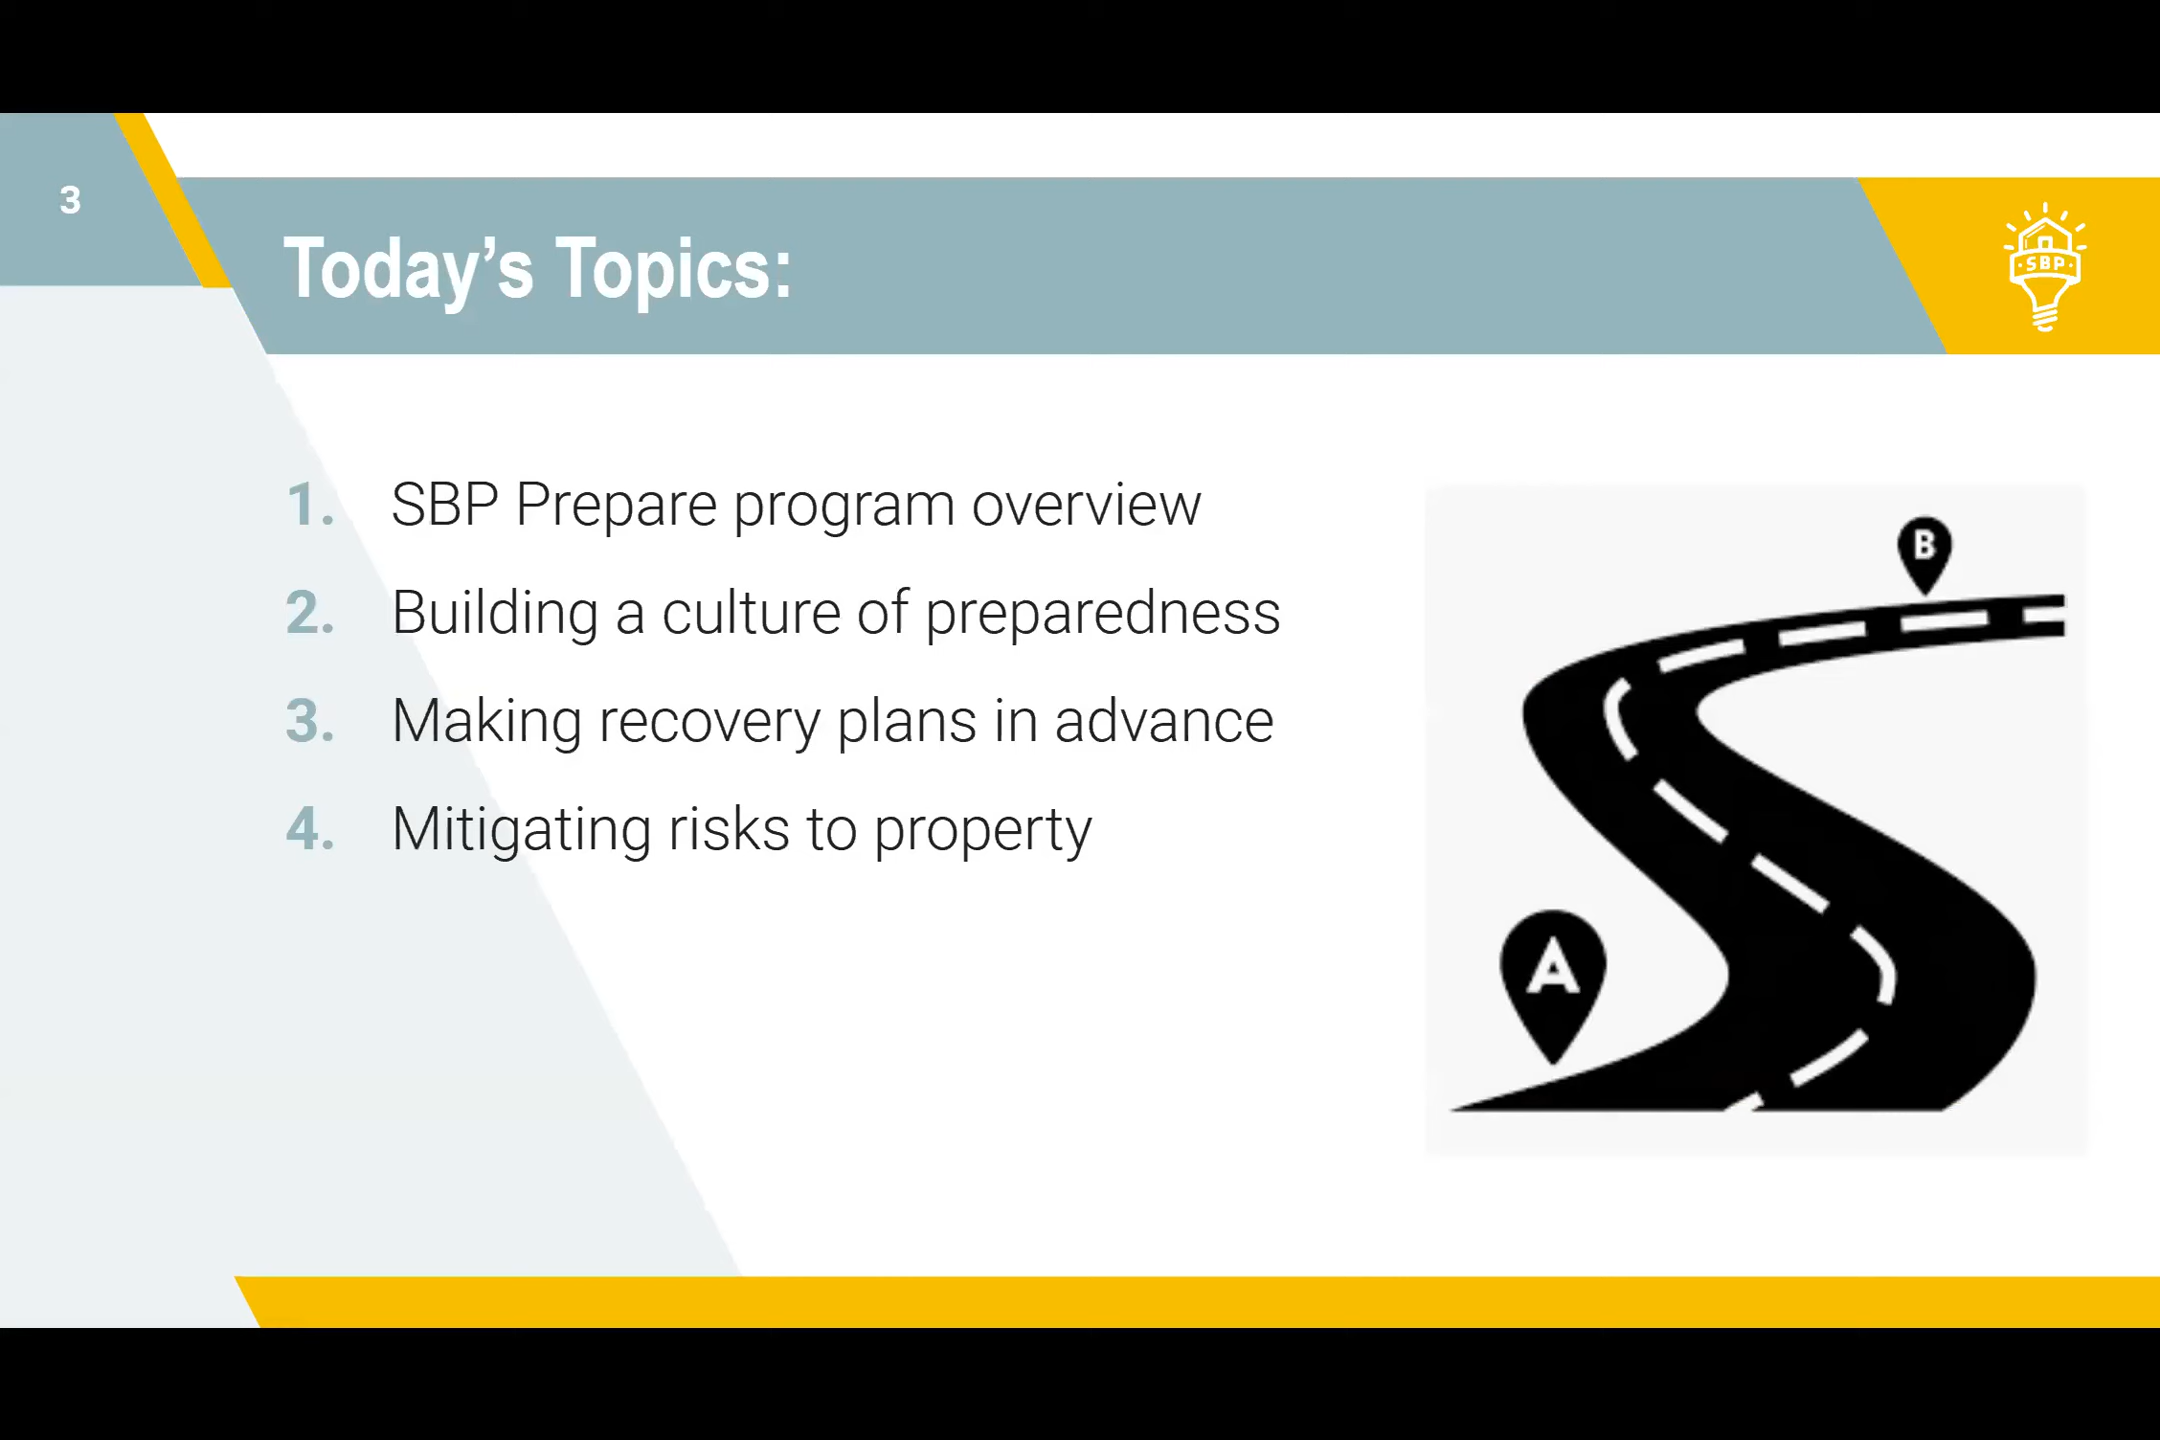 3
Today’s Topics:
SBP
1. SBP Prepare program overview
2. Building a culture of preparedness
3. Making recovery plans in advance
4. Mitigating risks to property
B
A